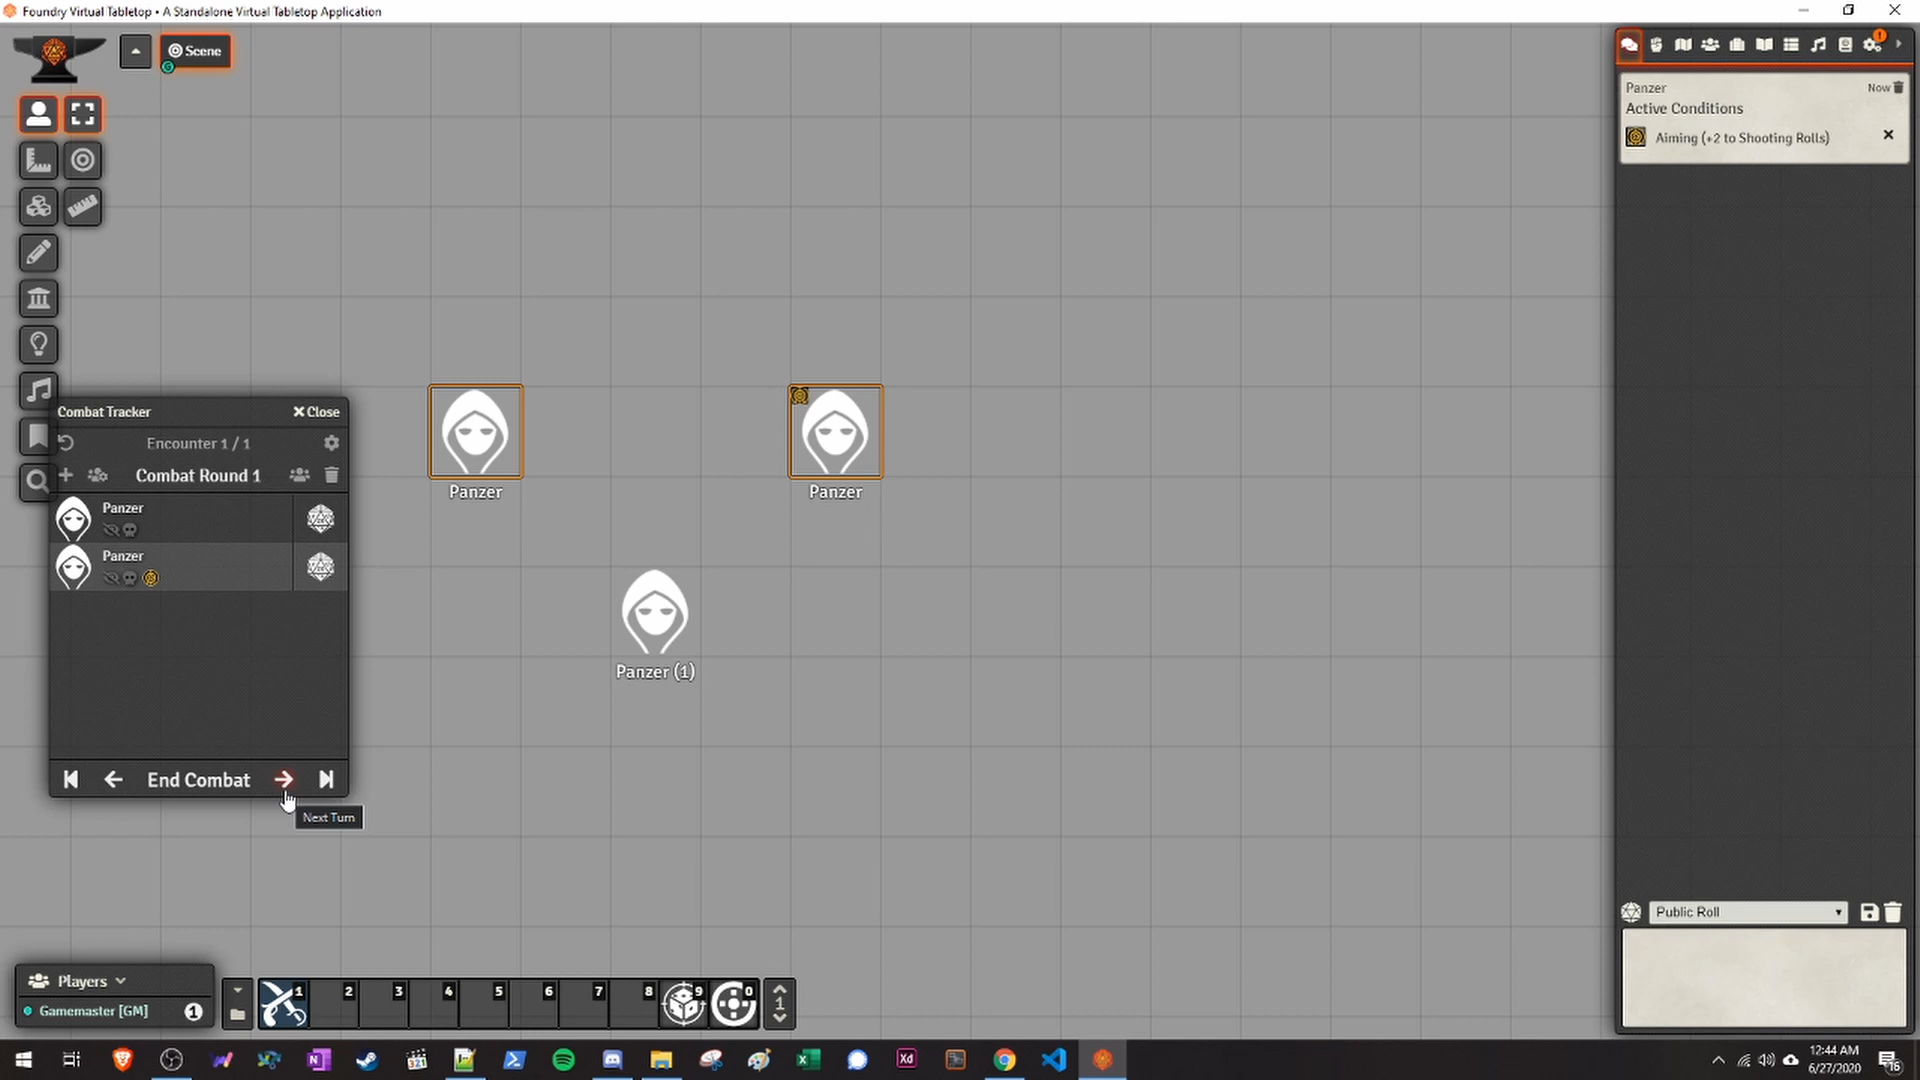 Foundry Virtual Tabletop • A Standalone Virtual Tabletop Application
Scene
G
Panzer
Now
Active Conditions
Aiming (+2 to Shooting Rolls)
Combat Tracker
Close
Encounter 1 / 1
Combat Round 1
Panzer
Panzer
End Combat
Next Turn
Panzer
Panzer
Panzer (1)
Public Roll
Players
Gamemaster [GM]
1
1
2
3
4
5
6
7
8
9
0
1
N
321
Xd
12:44 AM
6/27/2020
16